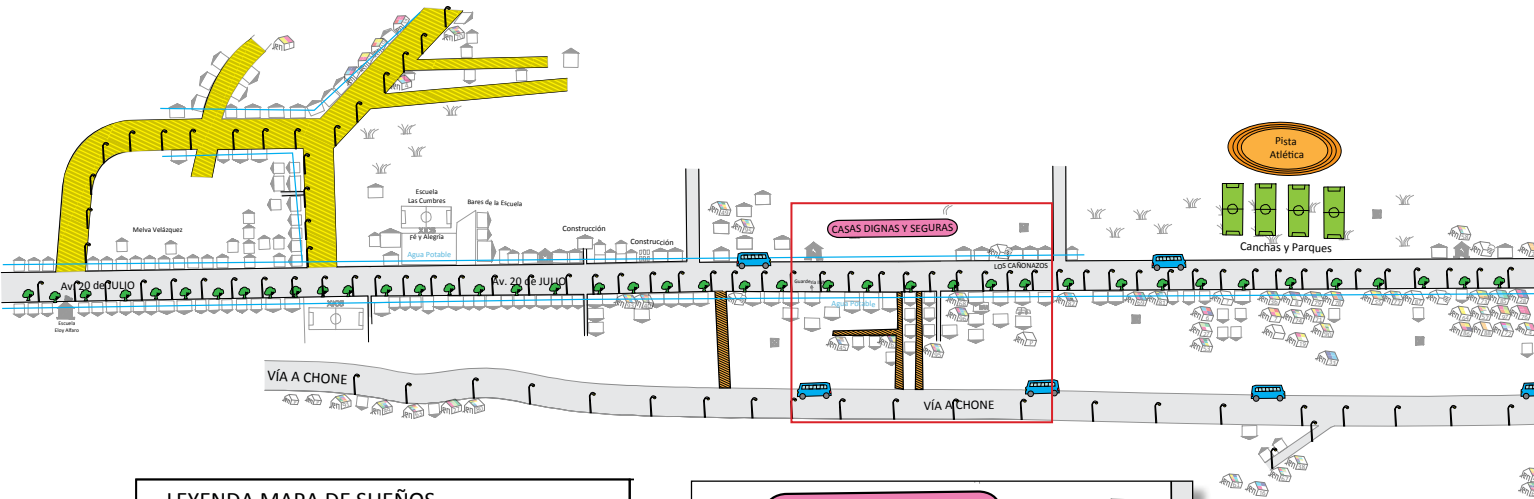 Pista
Atlética
Escuela
Las Cumbres
Bares de la Escuela
Melva Velázquez
Fé y Alegría
Construcción
Construcción
CASAS DIGNAS Y SEGURAS
Canchas y Parques
Agua Potable
LOS CAÑONAZOS
Av. 20 de JULIO
Av. 20 de JULIO
Agua Potable
Escuela
Eloy Alfaro
VÍA A CHONE
VÍA A CHONE
LEYENDA MAPA DE SUEÑOS